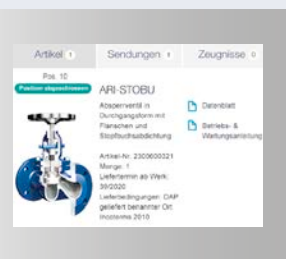 Artikel 1 Sendungen 1 Zeugnisse 0
Pos. 10
Position abgeschlossen
ARI-STOBU
Absperrventil in
Durchgangsform mit
Flanschen und
Stopfbuchsabdichtung
Datenblatt
Betriebs- &
Wartungsanleitung
Artikel-Nr. 2300600321
Menge: 1
Liefertermin ab Werk:
39/2020
Lieferbedingungen: DAP
geliefert benannter Ort
Incoterms 2010